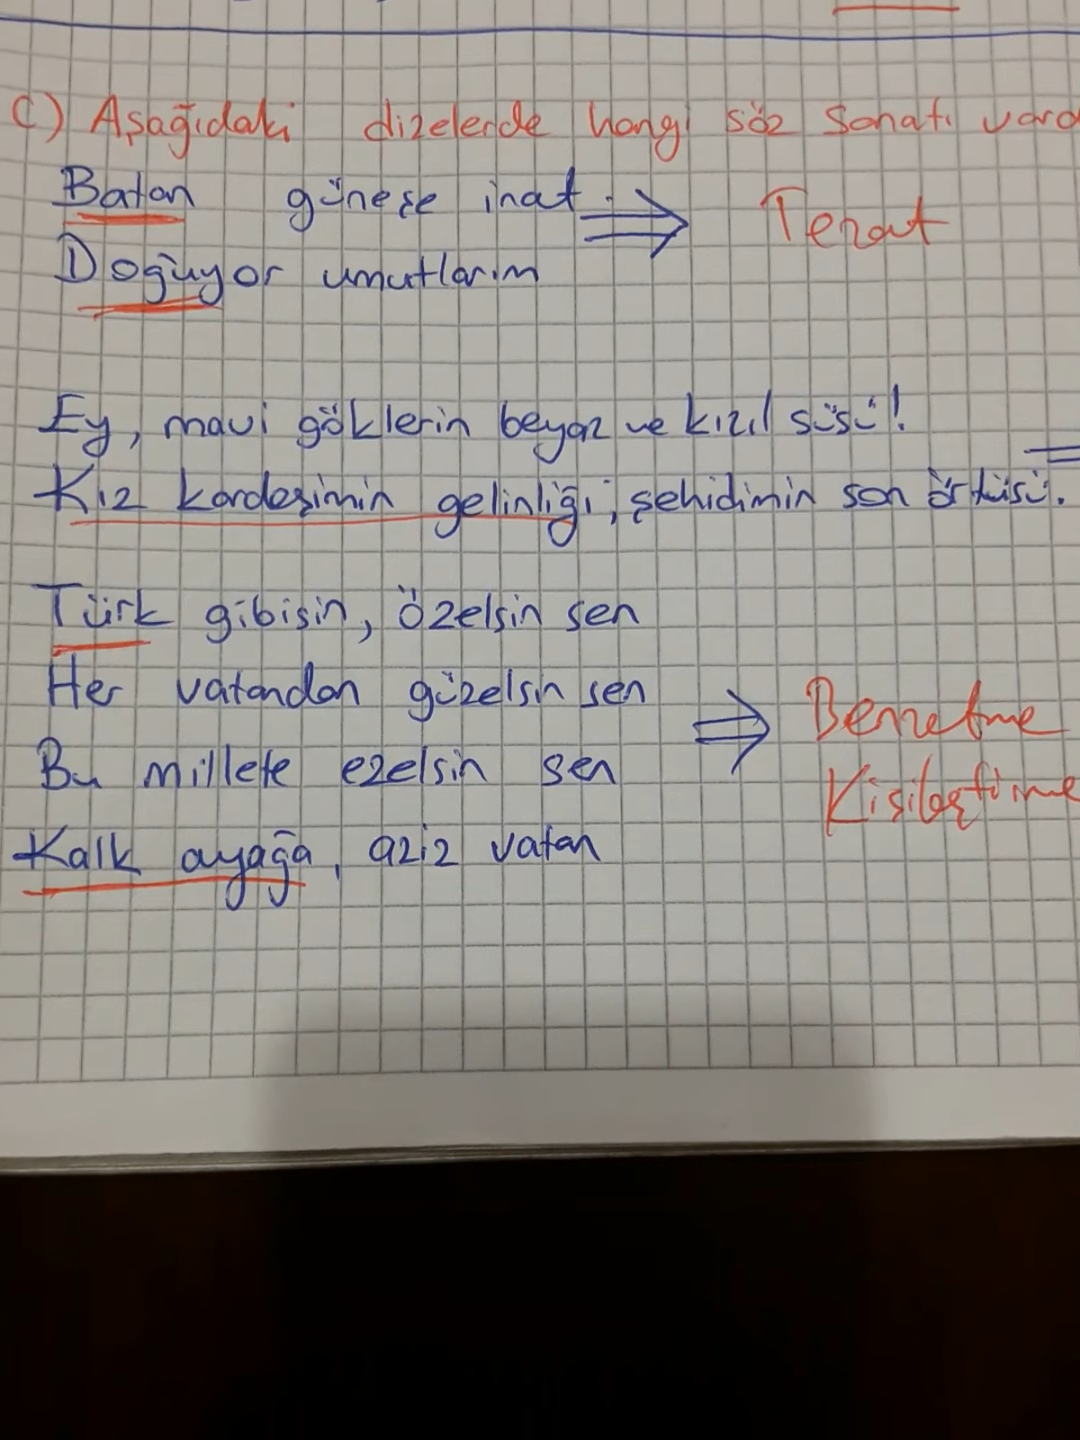 C) Aşağıdaki dizelerde hangi söz sanatı vard
Batan güneşe inat ⇒ Tezat
Doğuyor umutlarım
Ey, mavi göklerin beyaz ve kızıl süsü!
Kız kardeşimin gelinliği, şehidimin son örtüsü.
Türk gibisin, özelsin sen
Her vatandan güzelsin sen ⇒ Benzetme
Bu millete ezelsin sen Kişileştirme
Kalk ayağa, aziz vatan